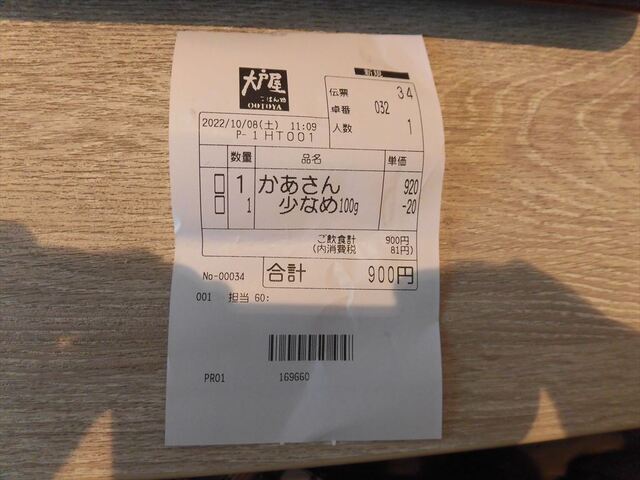 新規
大戸屋
ごはん処
OOTOYA
伝票 34
卓番 032
人数 1
2022/10/08(土) 11:09
P- 1 HT001
数量 品名 単価
□ 1 かあさん 920
□ 1 少なめ100g -20
ご飲食計 900円
(内消費税 81円)
No-00034 合計 900円
001 担当 60:
PR01 169660